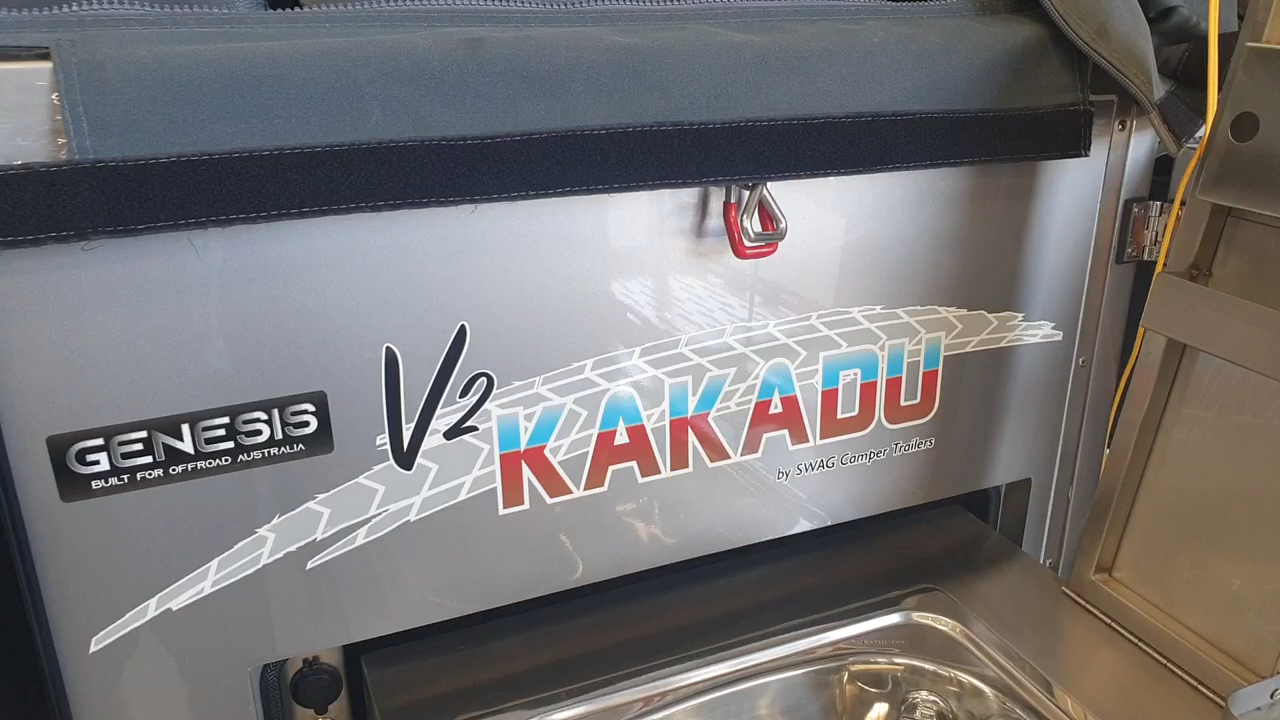 GENESIS
BUILT FOR OFFROAD AUSTRALIA
V2
KAKADU
by SWAG Camper Trailers